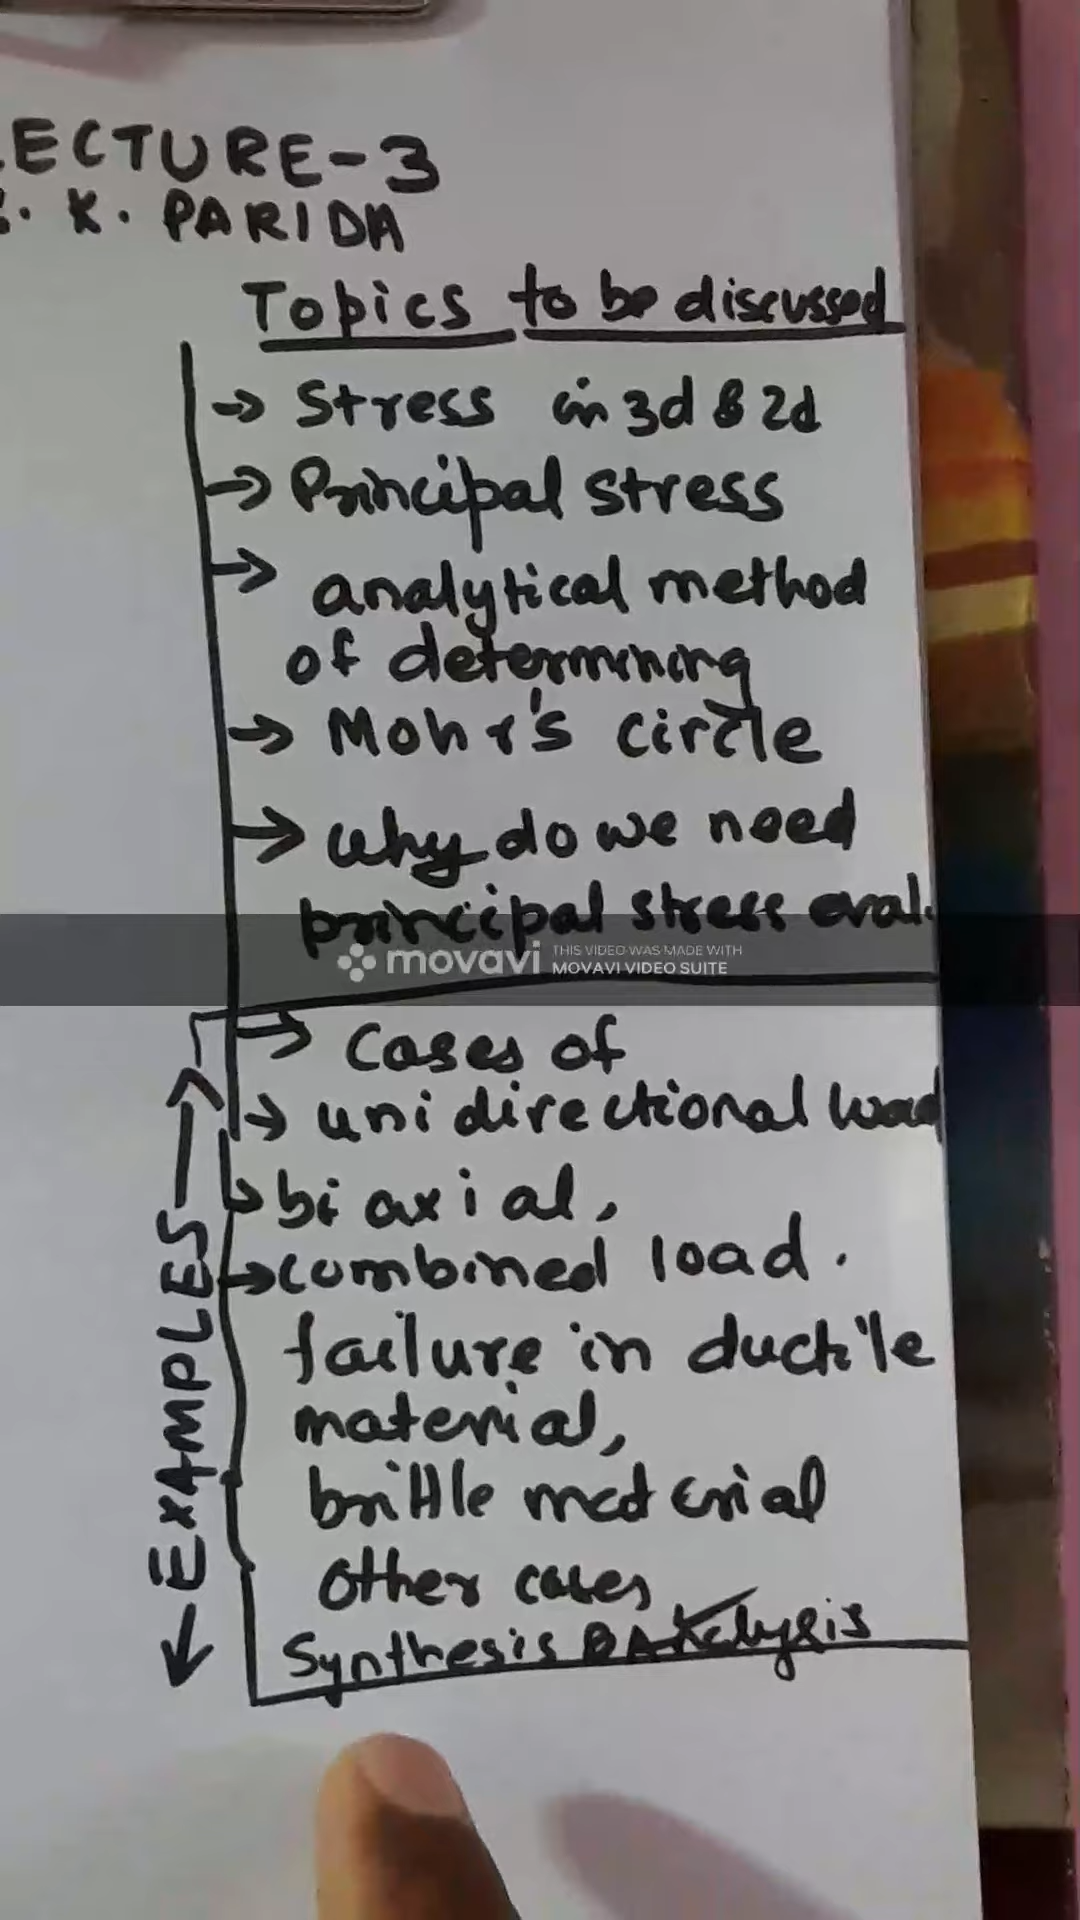 LECTURE-3
K. PARIDA
Topics to be discussed
→ Stress in 3d & 2d
→ Principal stress
→ analytical method
of determining
→ Mohr's circle
→ why do we need
principal stress eval.
movavi THIS VIDEO WAS MADE WITH
MOVAVI VIDEO SUITE
→ Cases of
→ unidirectional load
→ biaxial,
→ combined load.
failure in ductile
material,
brittle material
other cases
Synthesis & Analysis
← EXAMPLES →